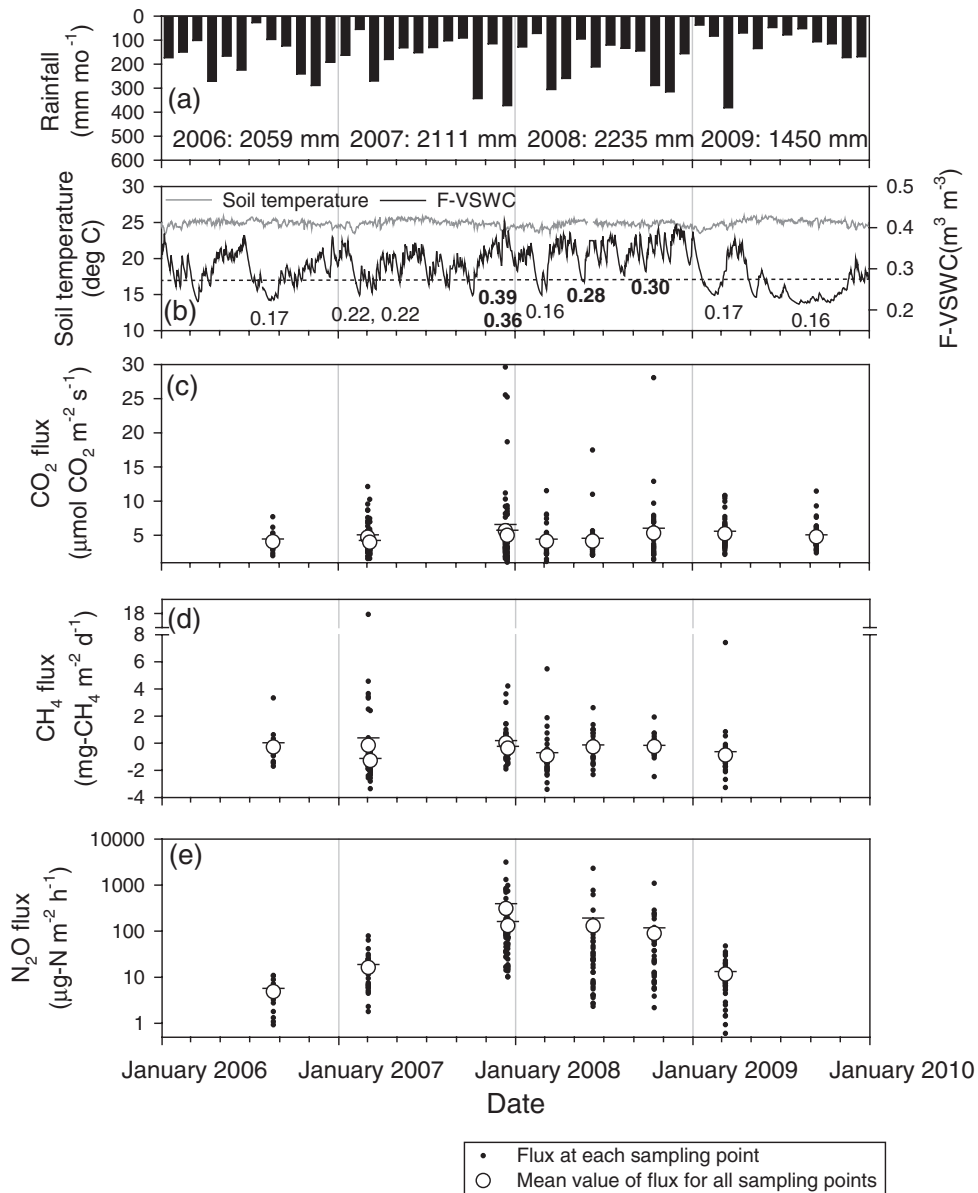 0
100
200
300
400
500
600
Rainfall
(mm mo⁻¹)
(a)
2006: 2059 mm 2007: 2111 mm 2008: 2235 mm 2009: 1450 mm
30
25
20
15
10
Soil temperature
(deg C)
Soil temperature F-VSWC
0.5
0.4
0.3
0.2
F-VSWC(m³ m⁻³)
(b)
0.17
0.22, 0.22
0.39
0.36
0.16
0.28
0.30
0.17
0.16
30
25
20
15
10
5
CO₂ flux
(µmol CO₂ m⁻² s⁻¹)
(c)
18
8
6
4
2
0
-2
-4
CH₄ flux
(mg-CH₄ m⁻² d⁻¹)
(d)
10000
1000
100
10
1
N₂O flux
(µg-N m⁻² h⁻¹)
(e)
January 2006 January 2007 January 2008 January 2009 January 2010
Date
Flux at each sampling point
Mean value of flux for all sampling points